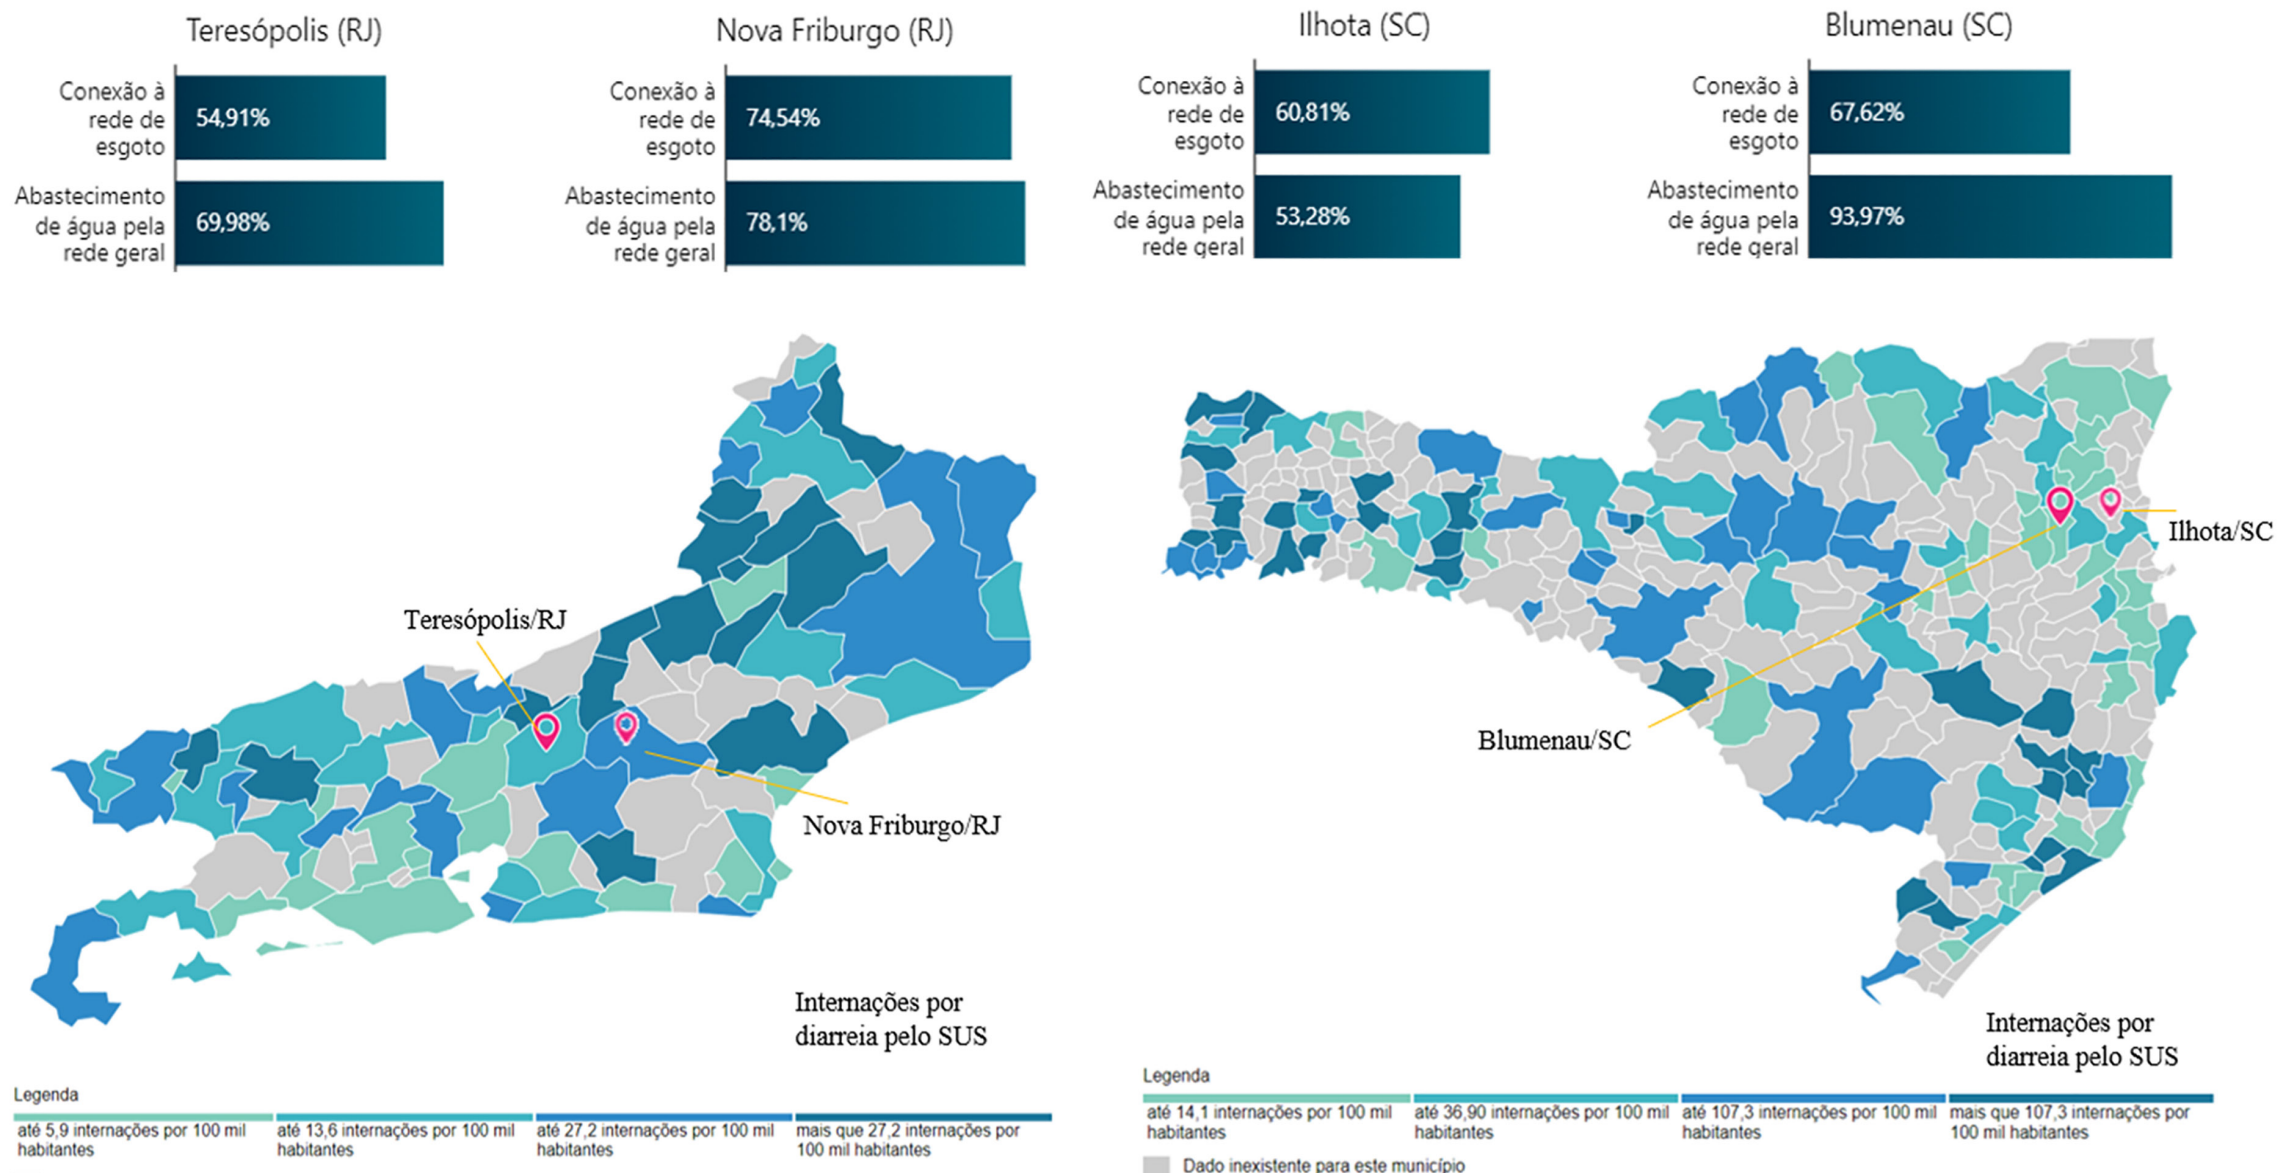 Teresópolis (RJ)
Conexão à
rede de
esgoto
54,91%
Abastecimento
de água pela
rede geral
69,98%
Nova Friburgo (RJ)
Conexão à
rede de
esgoto
74,54%
Abastecimento
de água pela
rede geral
78,1%
Ilhota (SC)
Conexão à
rede de
esgoto
60,81%
Abastecimento
de água pela
rede geral
53,28%
Blumenau (SC)
Conexão à
rede de
esgoto
67,62%
Abastecimento
de água pela
rede geral
93,97%
Teresópolis/RJ
Nova Friburgo/RJ
Internações por
diarreia pelo SUS
Legenda
até 5,9 internações por 100 mil
habitantes
até 13,6 internações por 100 mil
habitantes
até 27,2 internações por 100 mil
habitantes
mais que 27,2 internações por
100 mil habitantes
Ilhota/SC
Blumenau/SC
Internações por
diarreia pelo SUS
Legenda
até 14,1 internações por 100 mil
habitantes
até 36,90 internações por 100 mil
habitantes
até 107,3 internações por 100 mil
habitantes
mais que 107,3 internações por
100 mil habitantes
Dado inexistente para este município